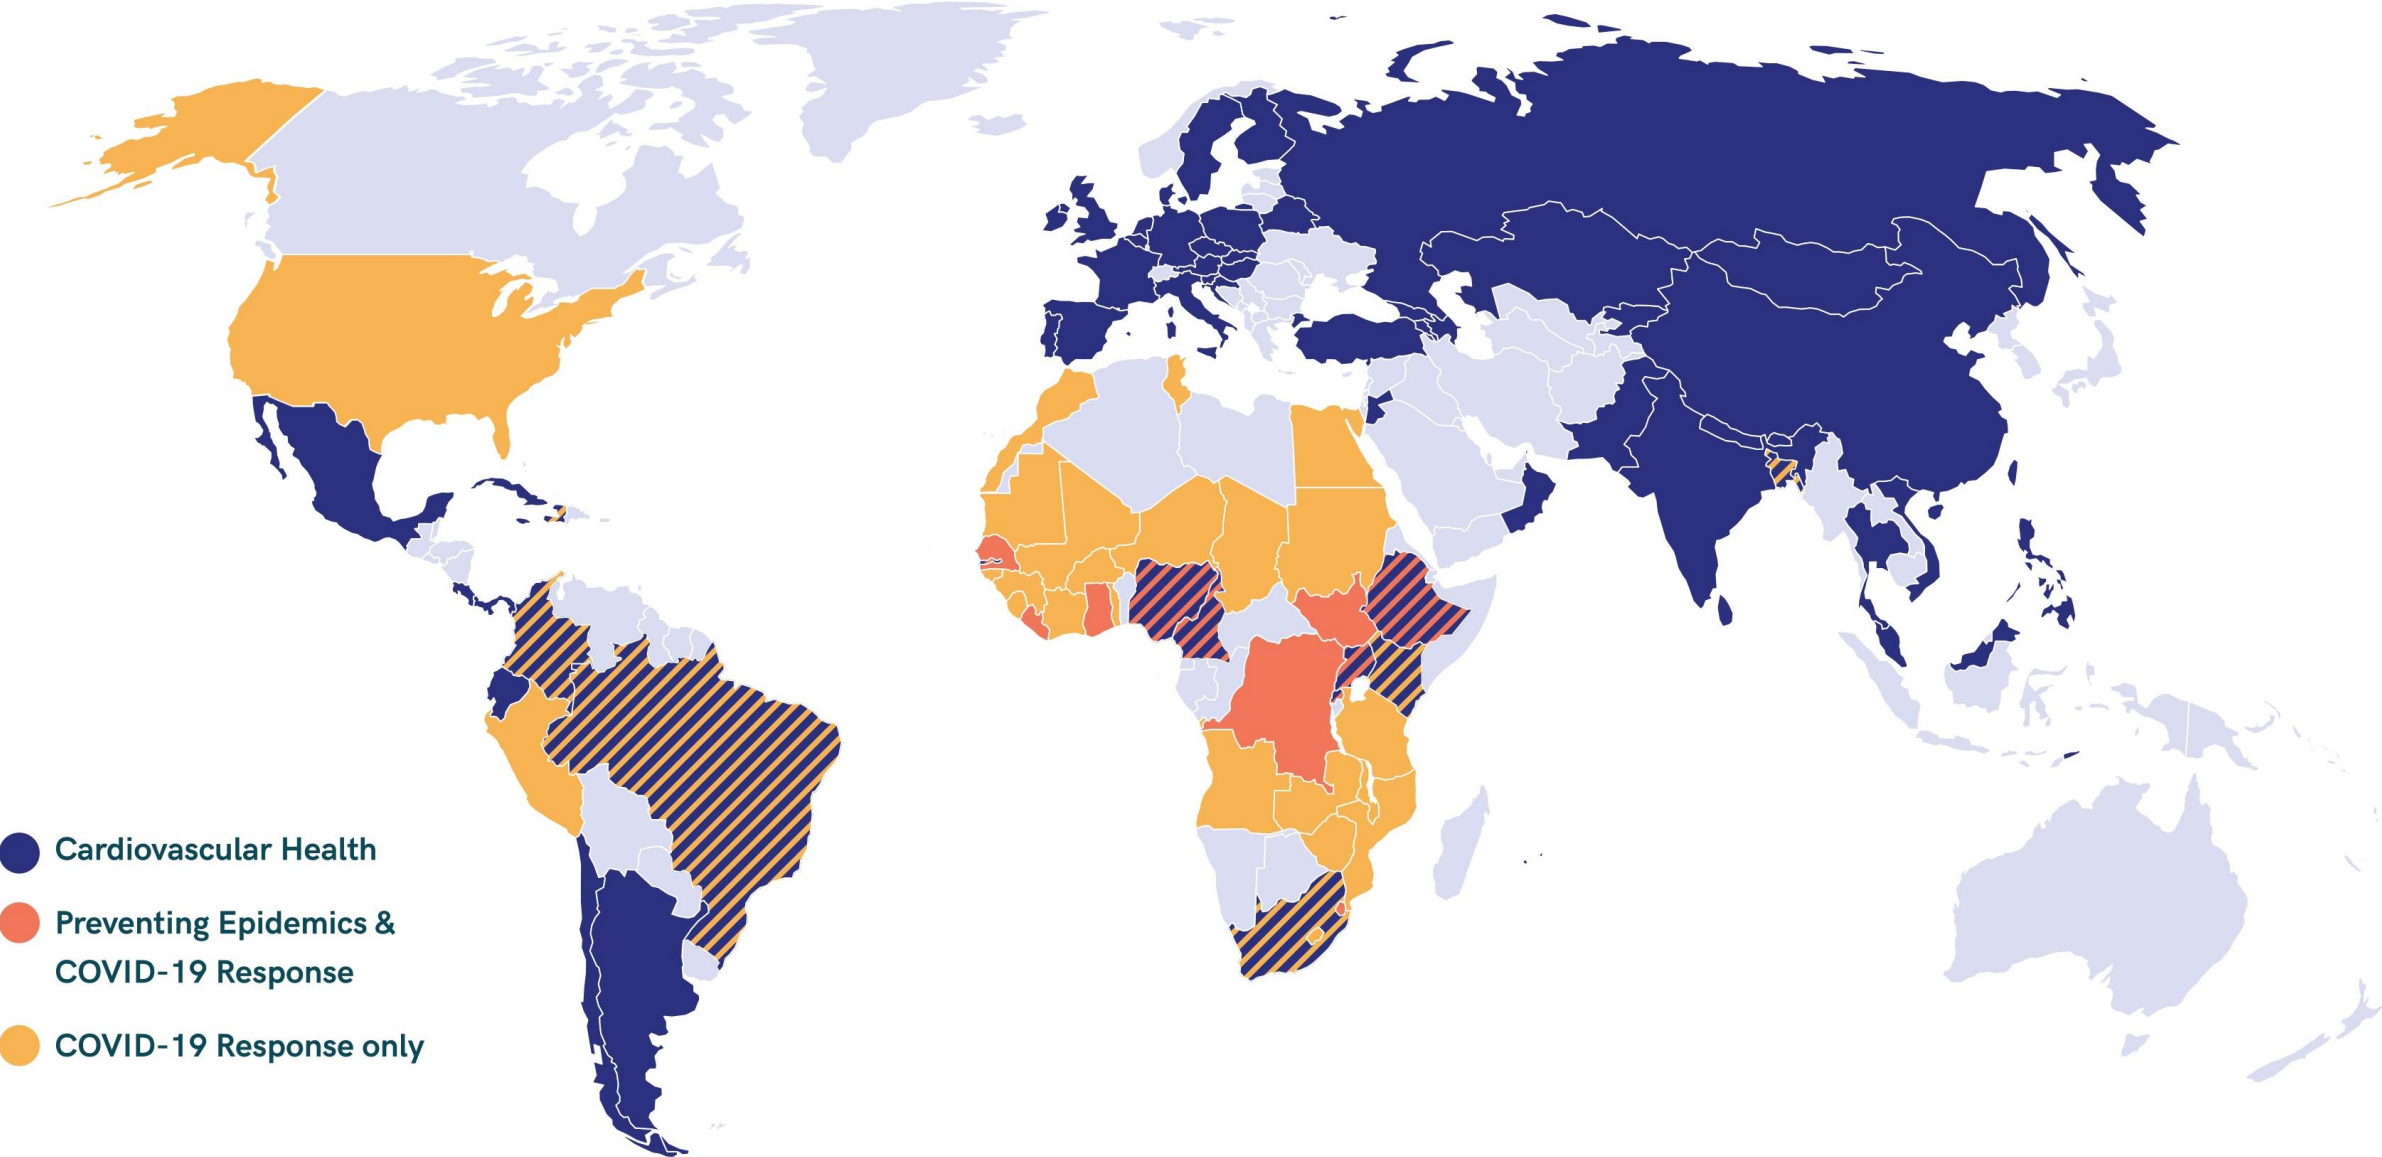 Cardiovascular Health
Preventing Epidemics &
COVID-19 Response
COVID-19 Response only